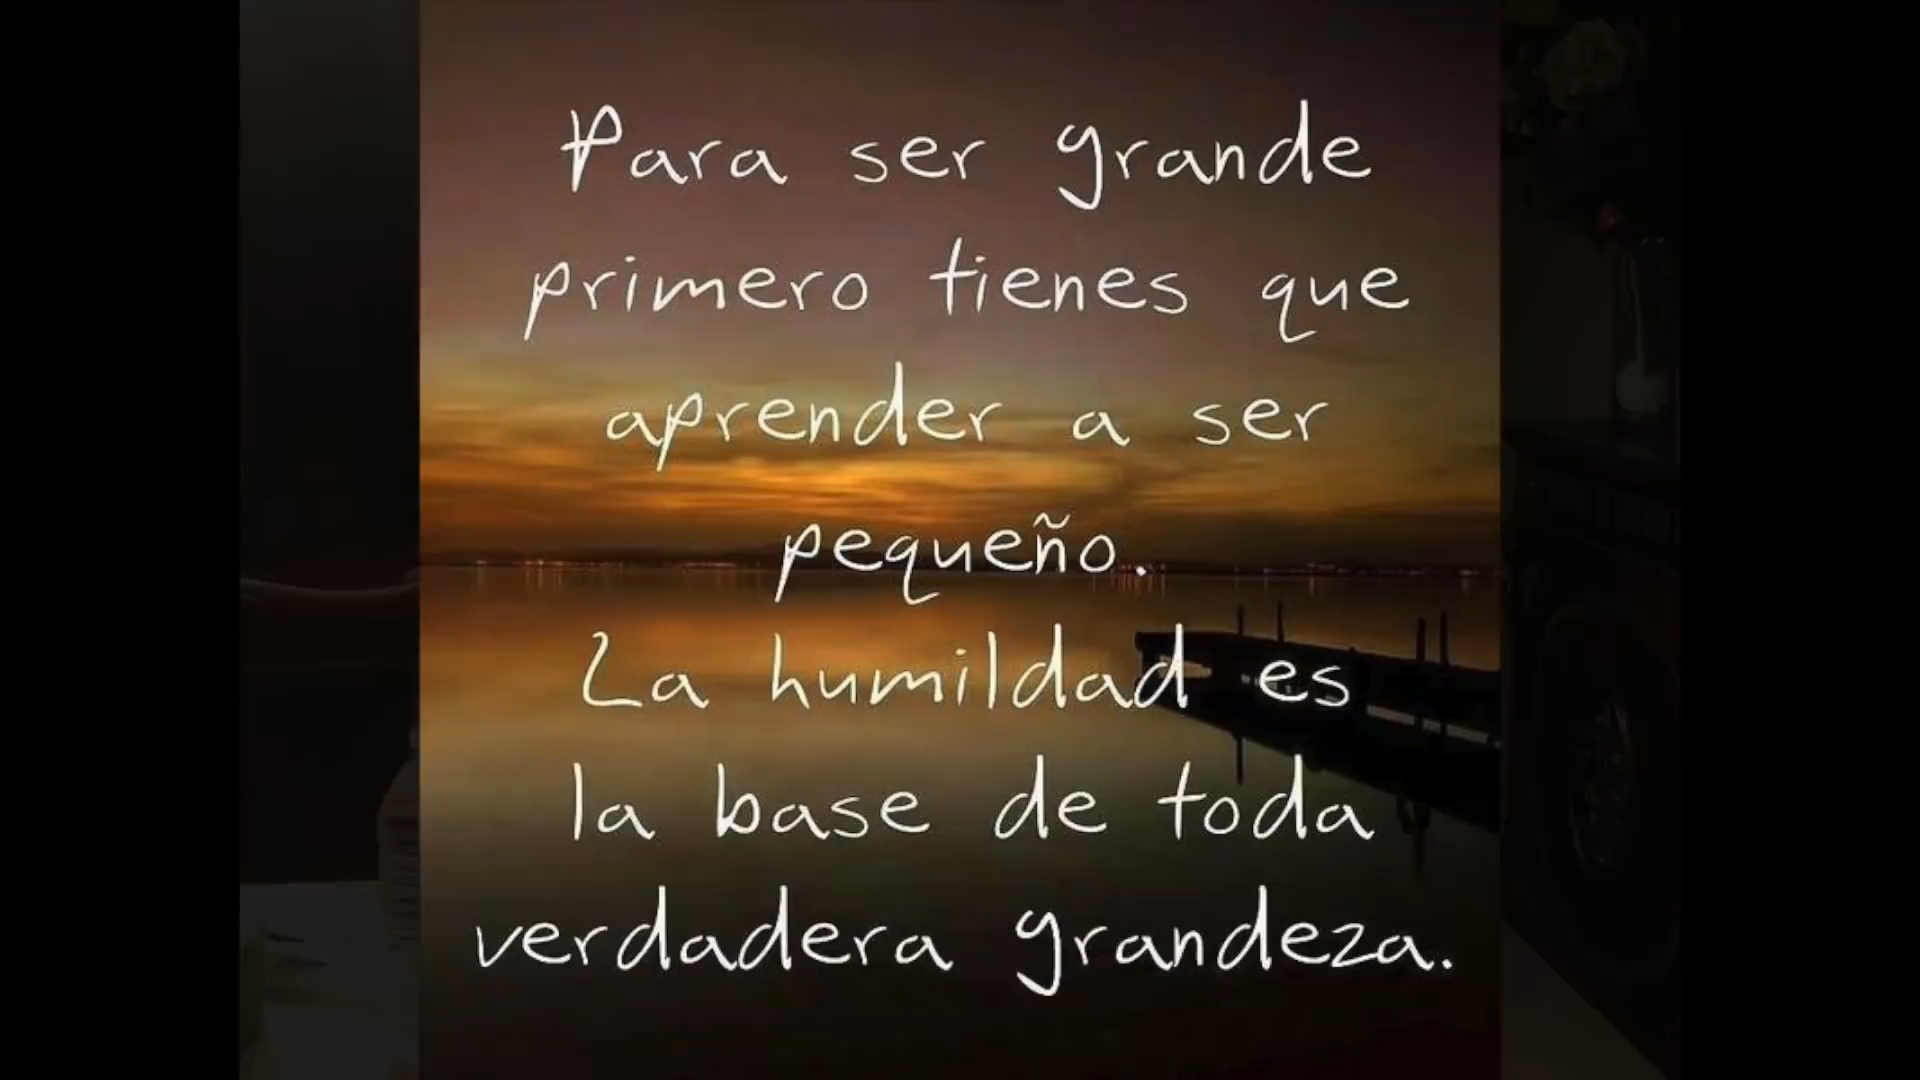 Para ser grande
primero tienes que
aprender a ser
pequeño.
La humildad es
la base de toda
verdadera grandeza.